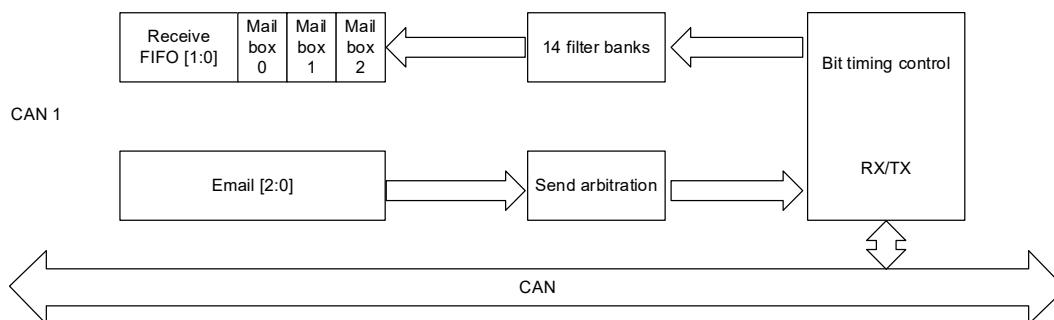 Receive
FIFO [1:0]
Mail
box
0
Mail
box
1
Mail
box
2
14 filter banks
Bit timing control
CAN 1
Email [2:0]
Send arbitration
RX/TX
CAN